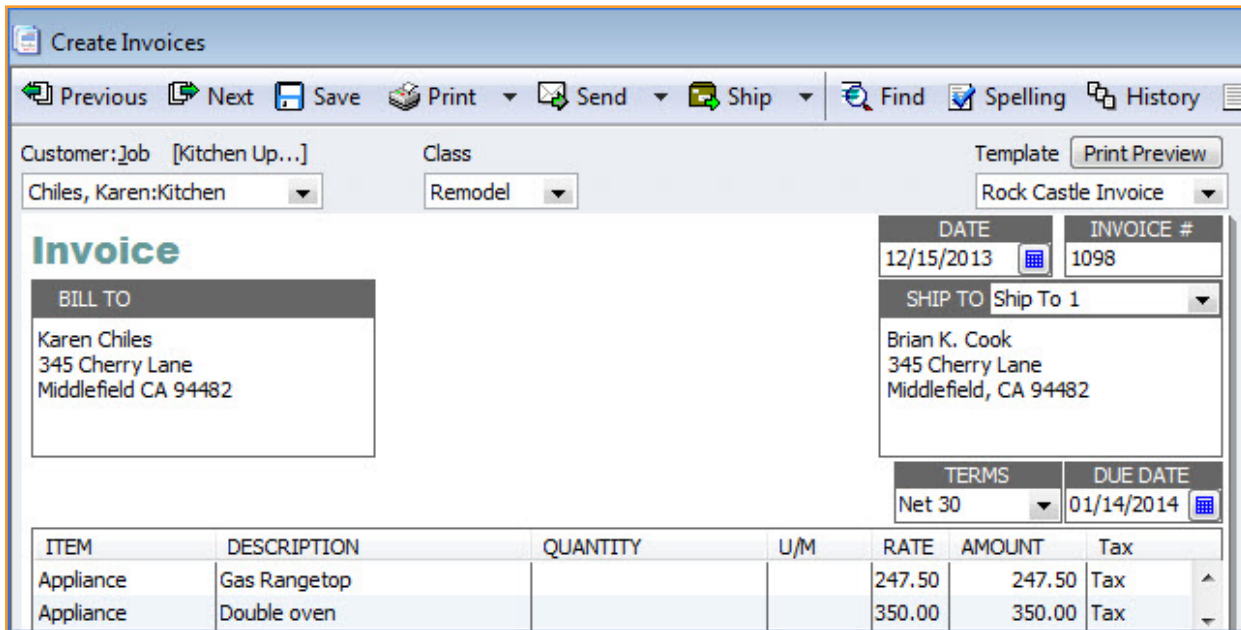 Create Invoices
Previous Next Save Print Send Ship Find Spelling History
Customer:Job [Kitchen Up...] Class Template Print Preview
Chiles, Karen:Kitchen Remodel Rock Castle Invoice
Invoice
DATE INVOICE #
12/15/2013 1098
BILL TO
Karen Chiles
345 Cherry Lane
Middlefield CA 94482
SHIP TO Ship To 1
Brian K. Cook
345 Cherry Lane
Middlefield, CA 94482
TERMS DUE DATE
Net 30 01/14/2014
ITEM DESCRIPTION QUANTITY U/M RATE AMOUNT Tax
Appliance Gas Rangetop 247.50 247.50 Tax
Appliance Double oven 350.00 350.00 Tax